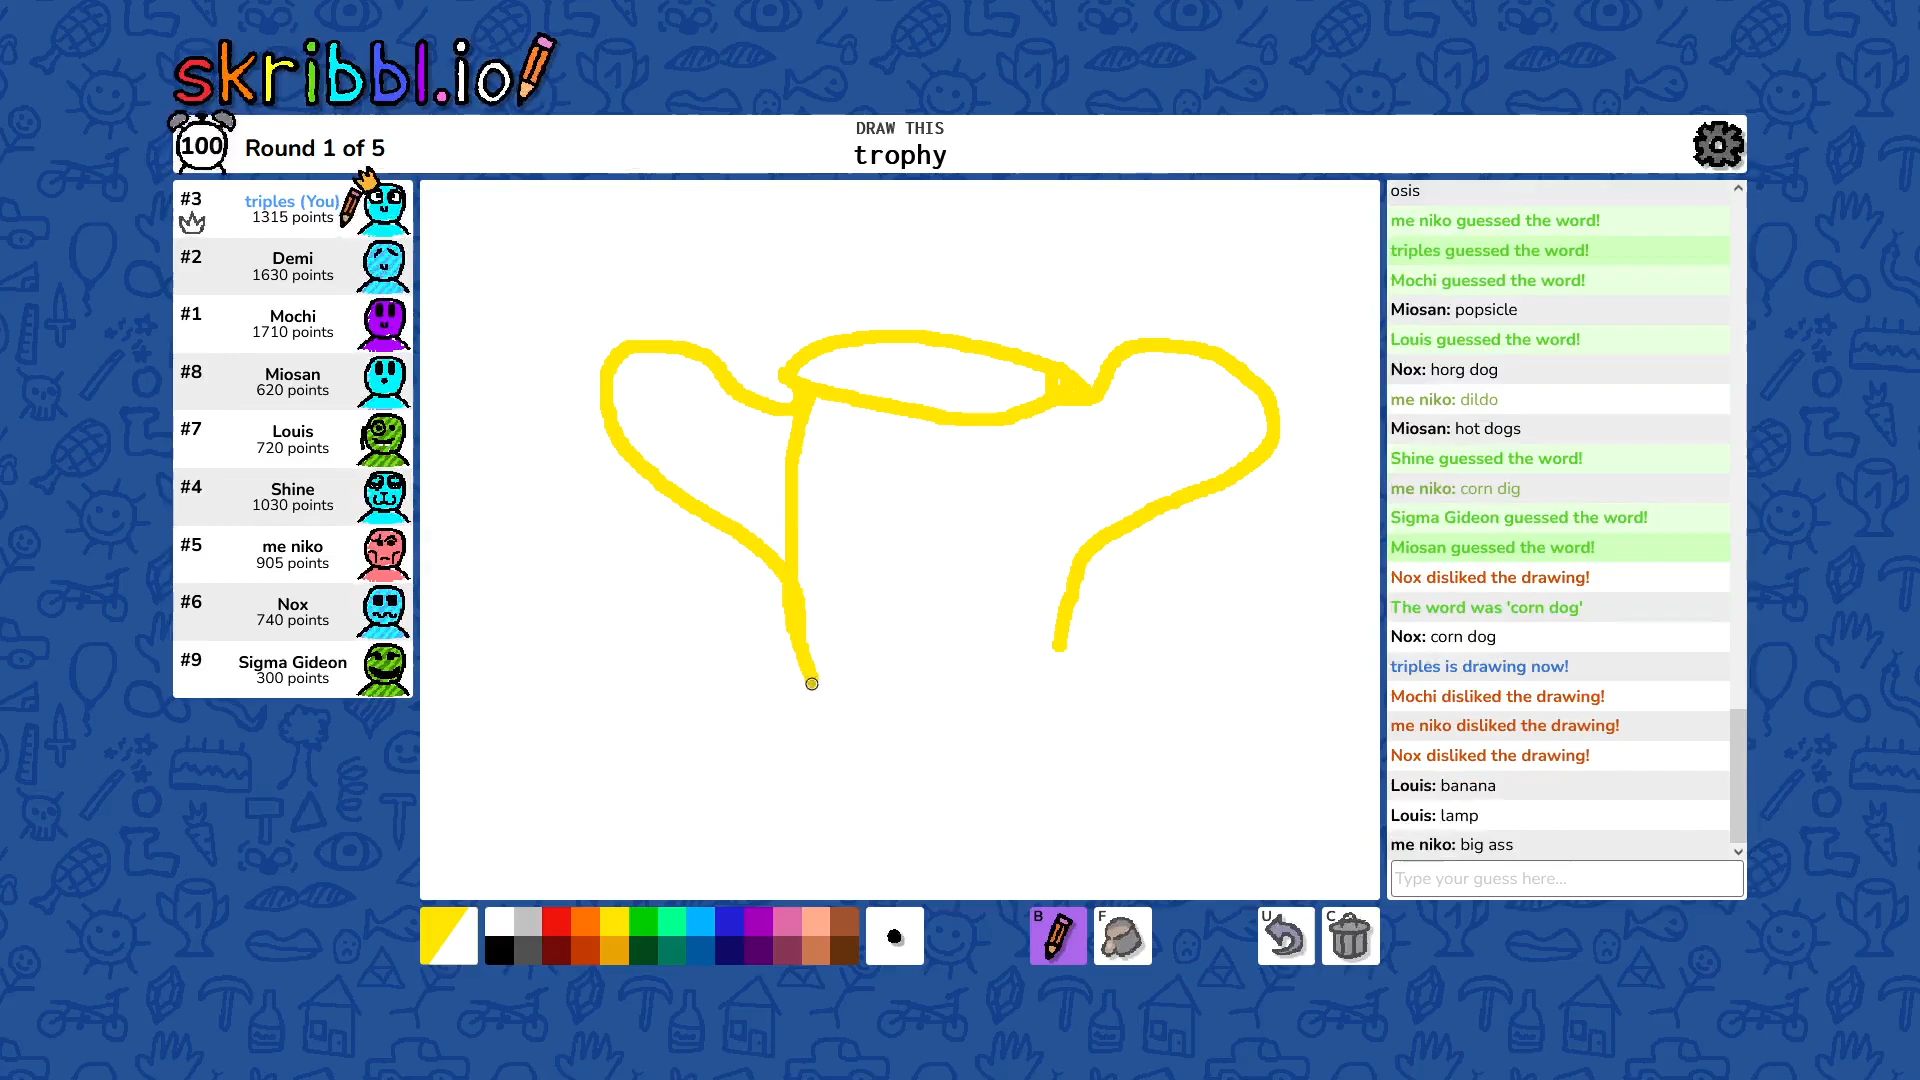 skribbl.io
100
Round 1 of 5
DRAW THIS
trophy
#3
triples (You)
1315 points
#2
Demi
1630 points
#1
Mochi
1710 points
#8
Miosan
620 points
#7
Louis
720 points
#4
Shine
1030 points
#5
me niko
905 points
#6
Nox
740 points
#9
Sigma Gideon
300 points
osis
me niko guessed the word!
triples guessed the word!
Mochi guessed the word!
Miosan: popsicle
Louis guessed the word!
Nox: horg dog
me niko: dildo
Miosan: hot dogs
Shine guessed the word!
me niko: corn dig
Sigma Gideon guessed the word!
Miosan guessed the word!
Nox disliked the drawing!
The word was 'corn dog'
Nox: corn dog
triples is drawing now!
Mochi disliked the drawing!
me niko disliked the drawing!
Nox disliked the drawing!
Louis: banana
Louis: lamp
me niko: big ass
Type your guess here...
B
F
U
C